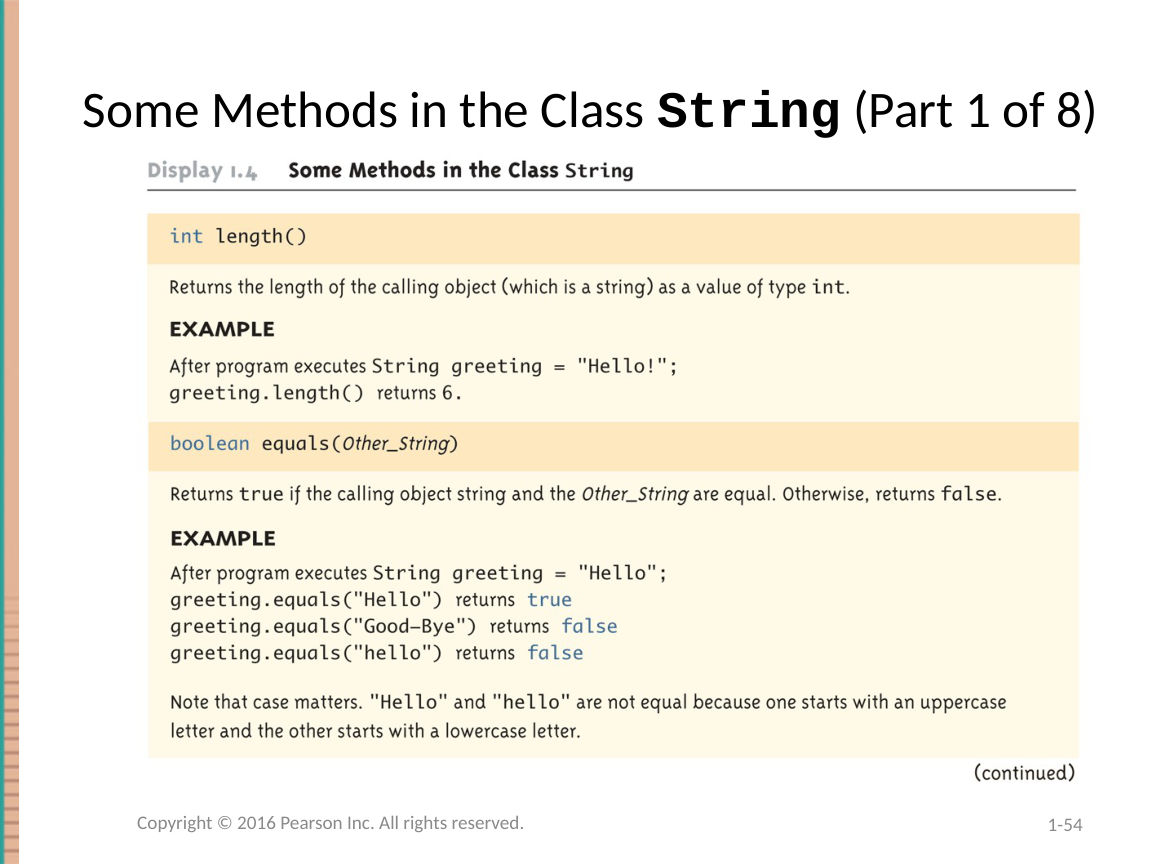 Some Methods in the Class String (Part 1 of 8)
Display 1.4 Some Methods in the Class String
int length()
Returns the length of the calling object (which is a string) as a value of type int.
EXAMPLE
After program executes String greeting = "Hello!";
greeting.length() returns 6.
boolean equals(Other_String)
Returns true if the calling object string and the Other_String are equal. Otherwise, returns false.
EXAMPLE
After program executes String greeting = "Hello";
greeting.equals("Hello") returns true
greeting.equals("Good–Bye") returns false
greeting.equals("hello") returns false
Note that case matters. "Hello" and "hello" are not equal because one starts with an uppercase
letter and the other starts with a lowercase letter.
(continued)
Copyright © 2016 Pearson Inc. All rights reserved.
1-54